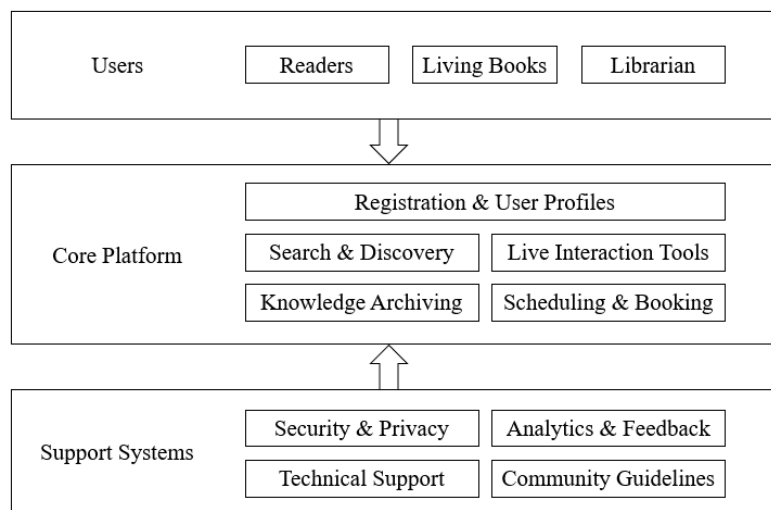 Users
Readers
Living Books
Librarian
Core Platform
Registration & User Profiles
Search & Discovery
Live Interaction Tools
Knowledge Archiving
Scheduling & Booking
Support Systems
Security & Privacy
Analytics & Feedback
Technical Support
Community Guidelines